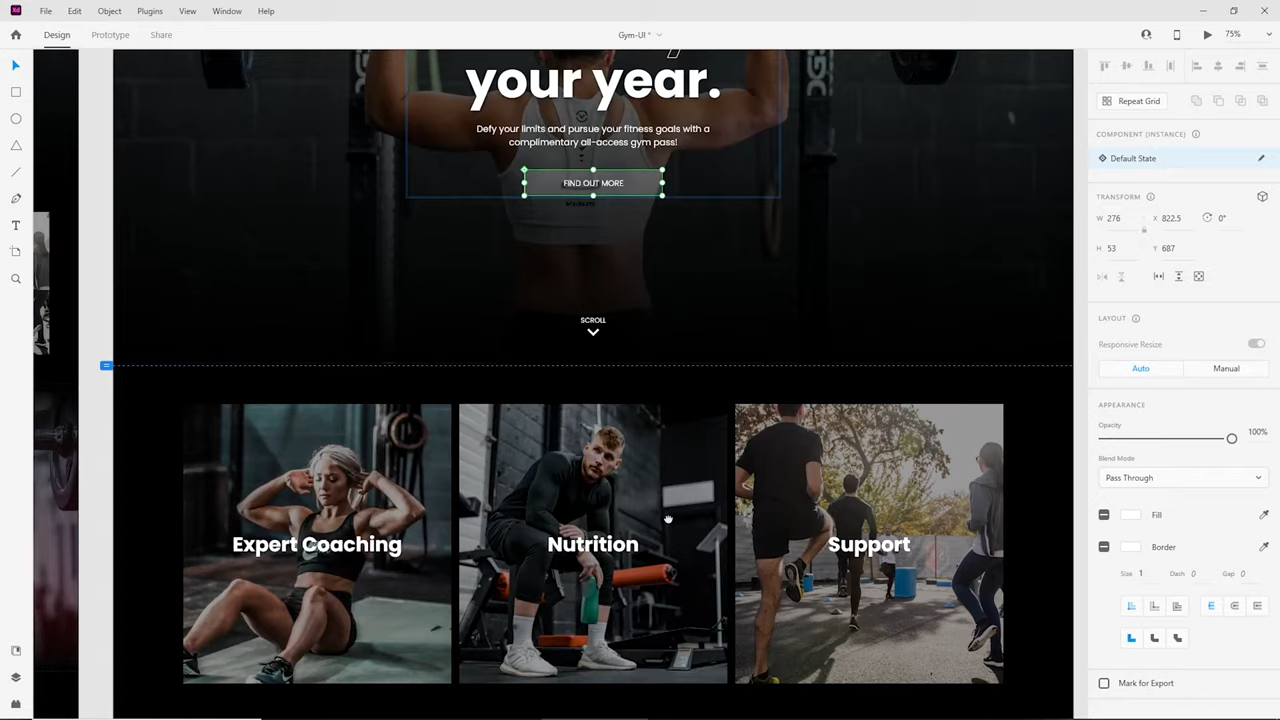 Xd File Edit Object Plugins View Window Help
Design Prototype Share Gym-UI * 75%
your year.
Defy your limits and pursue your fitness goals with a
complimentary all-access gym pass!
FIND OUT MORE
SCROLL
Expert Coaching
Nutrition
Support
Repeat Grid
COMPONENT (INSTANCE)
Default State
TRANSFORM
W 276 X 822.5 0°
H 53 Y 687
LAYOUT
Responsive Resize
Auto Manual
APPEARANCE
Opacity
100%
Blend Mode
Pass Through
Fill
Border
Size 1 Dash 0 Gap 0
Mark for Export